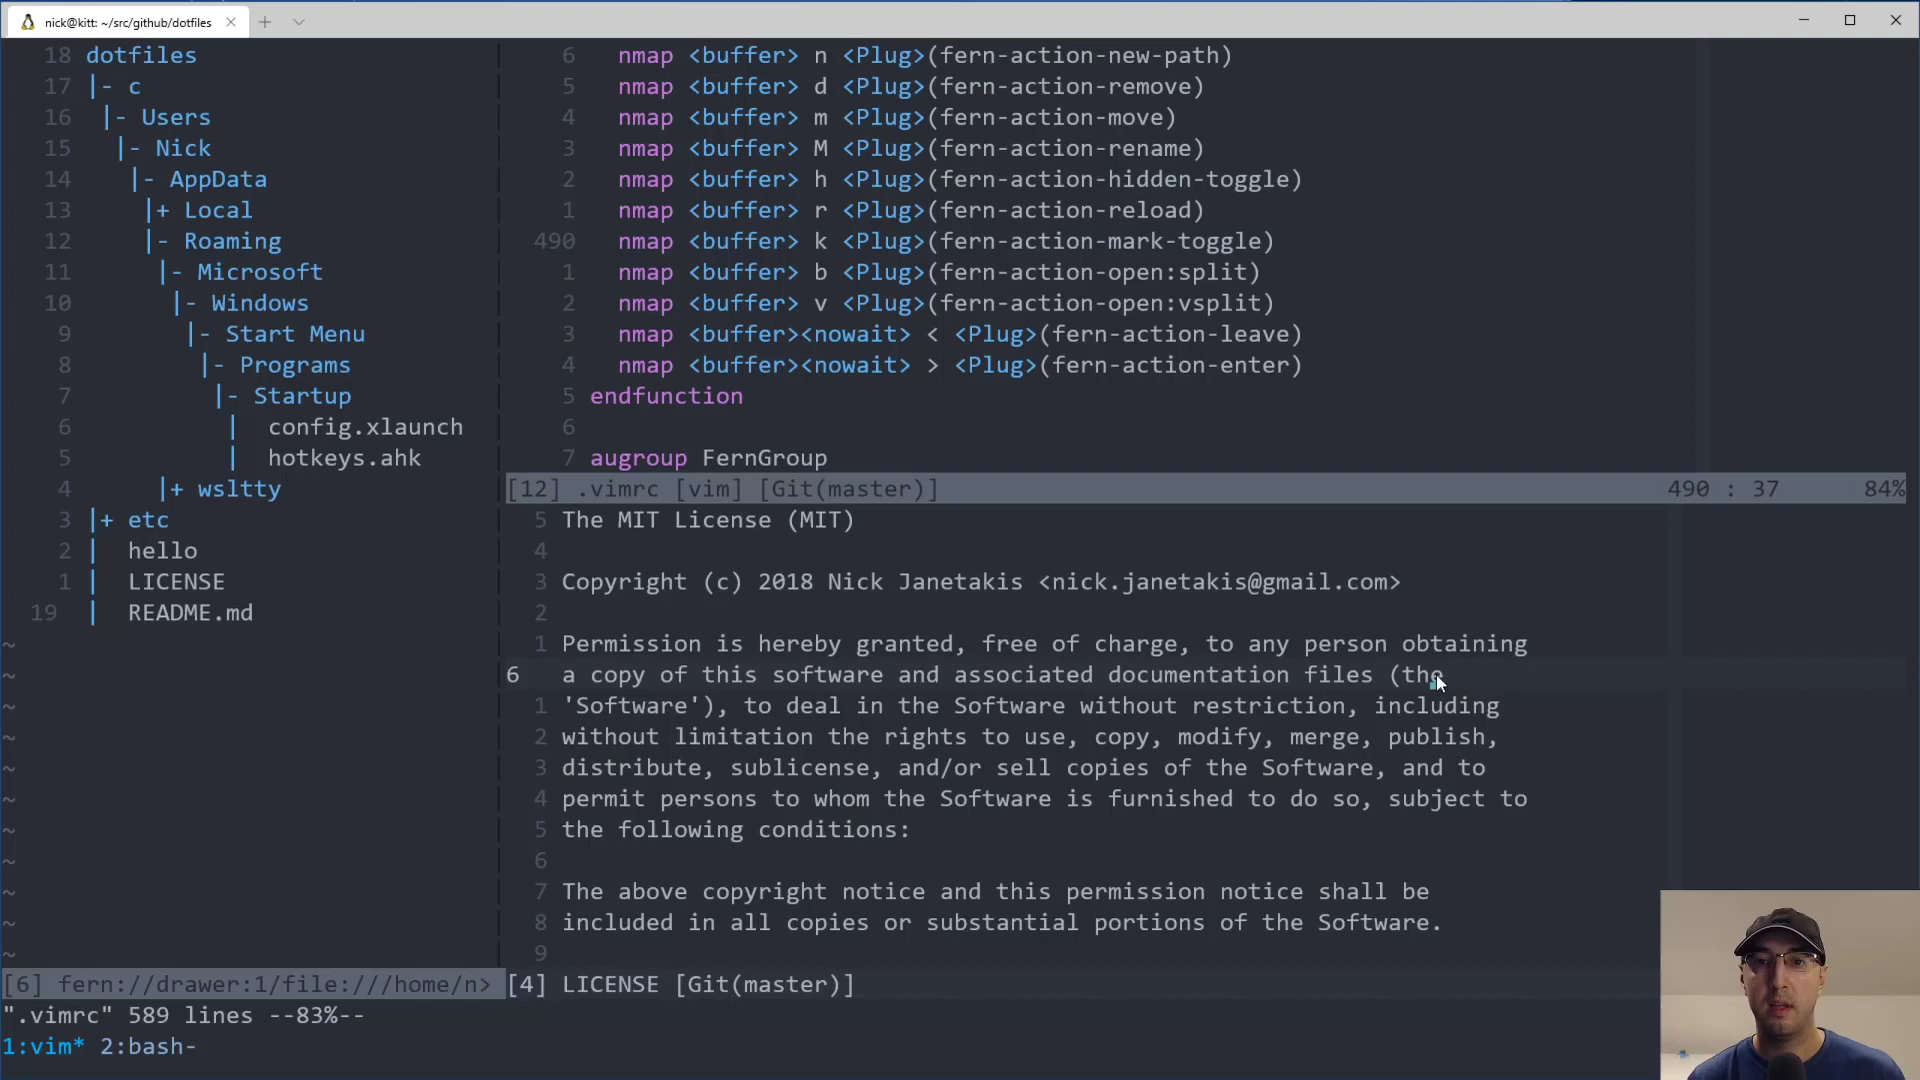 nick@kitt: ~/src/github/dotfiles
18 dotfiles
17 |- c
16 |- Users
15 |- Nick
14 |- AppData
13 |+ Local
12 |- Roaming
11 |- Microsoft
10 |- Windows
9 |- Start Menu
8 |- Programs
7 |- Startup
6 | config.xlaunch
5 | hotkeys.ahk
4 |+ wsltty
3 |+ etc
2 | hello
1 | LICENSE
19 | README.md
~
~
~
~
~
~
~
~
~
~
~
[6] fern://drawer:1/file:///home/n>
6 nmap <buffer> n <Plug>(fern-action-new-path)
5 nmap <buffer> d <Plug>(fern-action-remove)
4 nmap <buffer> m <Plug>(fern-action-move)
3 nmap <buffer> M <Plug>(fern-action-rename)
2 nmap <buffer> h <Plug>(fern-action-hidden-toggle)
1 nmap <buffer> r <Plug>(fern-action-reload)
490 nmap <buffer> k <Plug>(fern-action-mark-toggle)
1 nmap <buffer> b <Plug>(fern-action-open:split)
2 nmap <buffer> v <Plug>(fern-action-open:vsplit)
3 nmap <buffer><nowait> < <Plug>(fern-action-leave)
4 nmap <buffer><nowait> > <Plug>(fern-action-enter)
5 endfunction
6
7 augroup FernGroup
[12] .vimrc [vim] [Git(master)] 490 : 37 84%
5 The MIT License (MIT)
4
3 Copyright (c) 2018 Nick Janetakis <nick.janetakis@gmail.com>
2
1 Permission is hereby granted, free of charge, to any person obtaining
6 a copy of this software and associated documentation files (the
1 'Software'), to deal in the Software without restriction, including
2 without limitation the rights to use, copy, modify, merge, publish,
3 distribute, sublicense, and/or sell copies of the Software, and to
4 permit persons to whom the Software is furnished to do so, subject to
5 the following conditions:
6
7 The above copyright notice and this permission notice shall be
8 included in all copies or substantial portions of the Software.
9
[4] LICENSE [Git(master)]
".vimrc" 589 lines --83%--
1:vim* 2:bash-